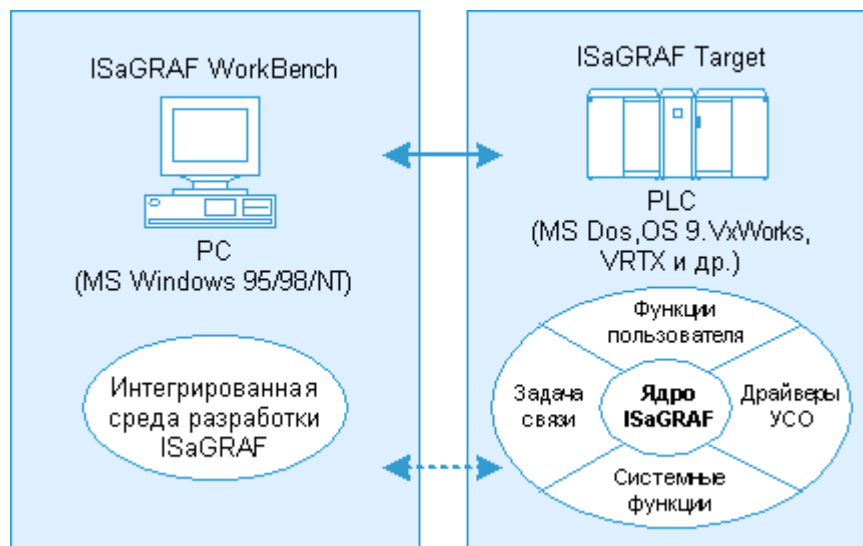 ISaGRAF WorkBench
PC
(MS Windows 95/98/NT)
Интегрированная
среда разработки
ISaGRAF
ISaGRAF Target
PLC
(MS Dos,OS 9.VxWorks,
VRTX и др.)
Функции
пользователя
Задача
связи
Ядро
ISaGRAF
Драйверы
УСО
Системные
функции